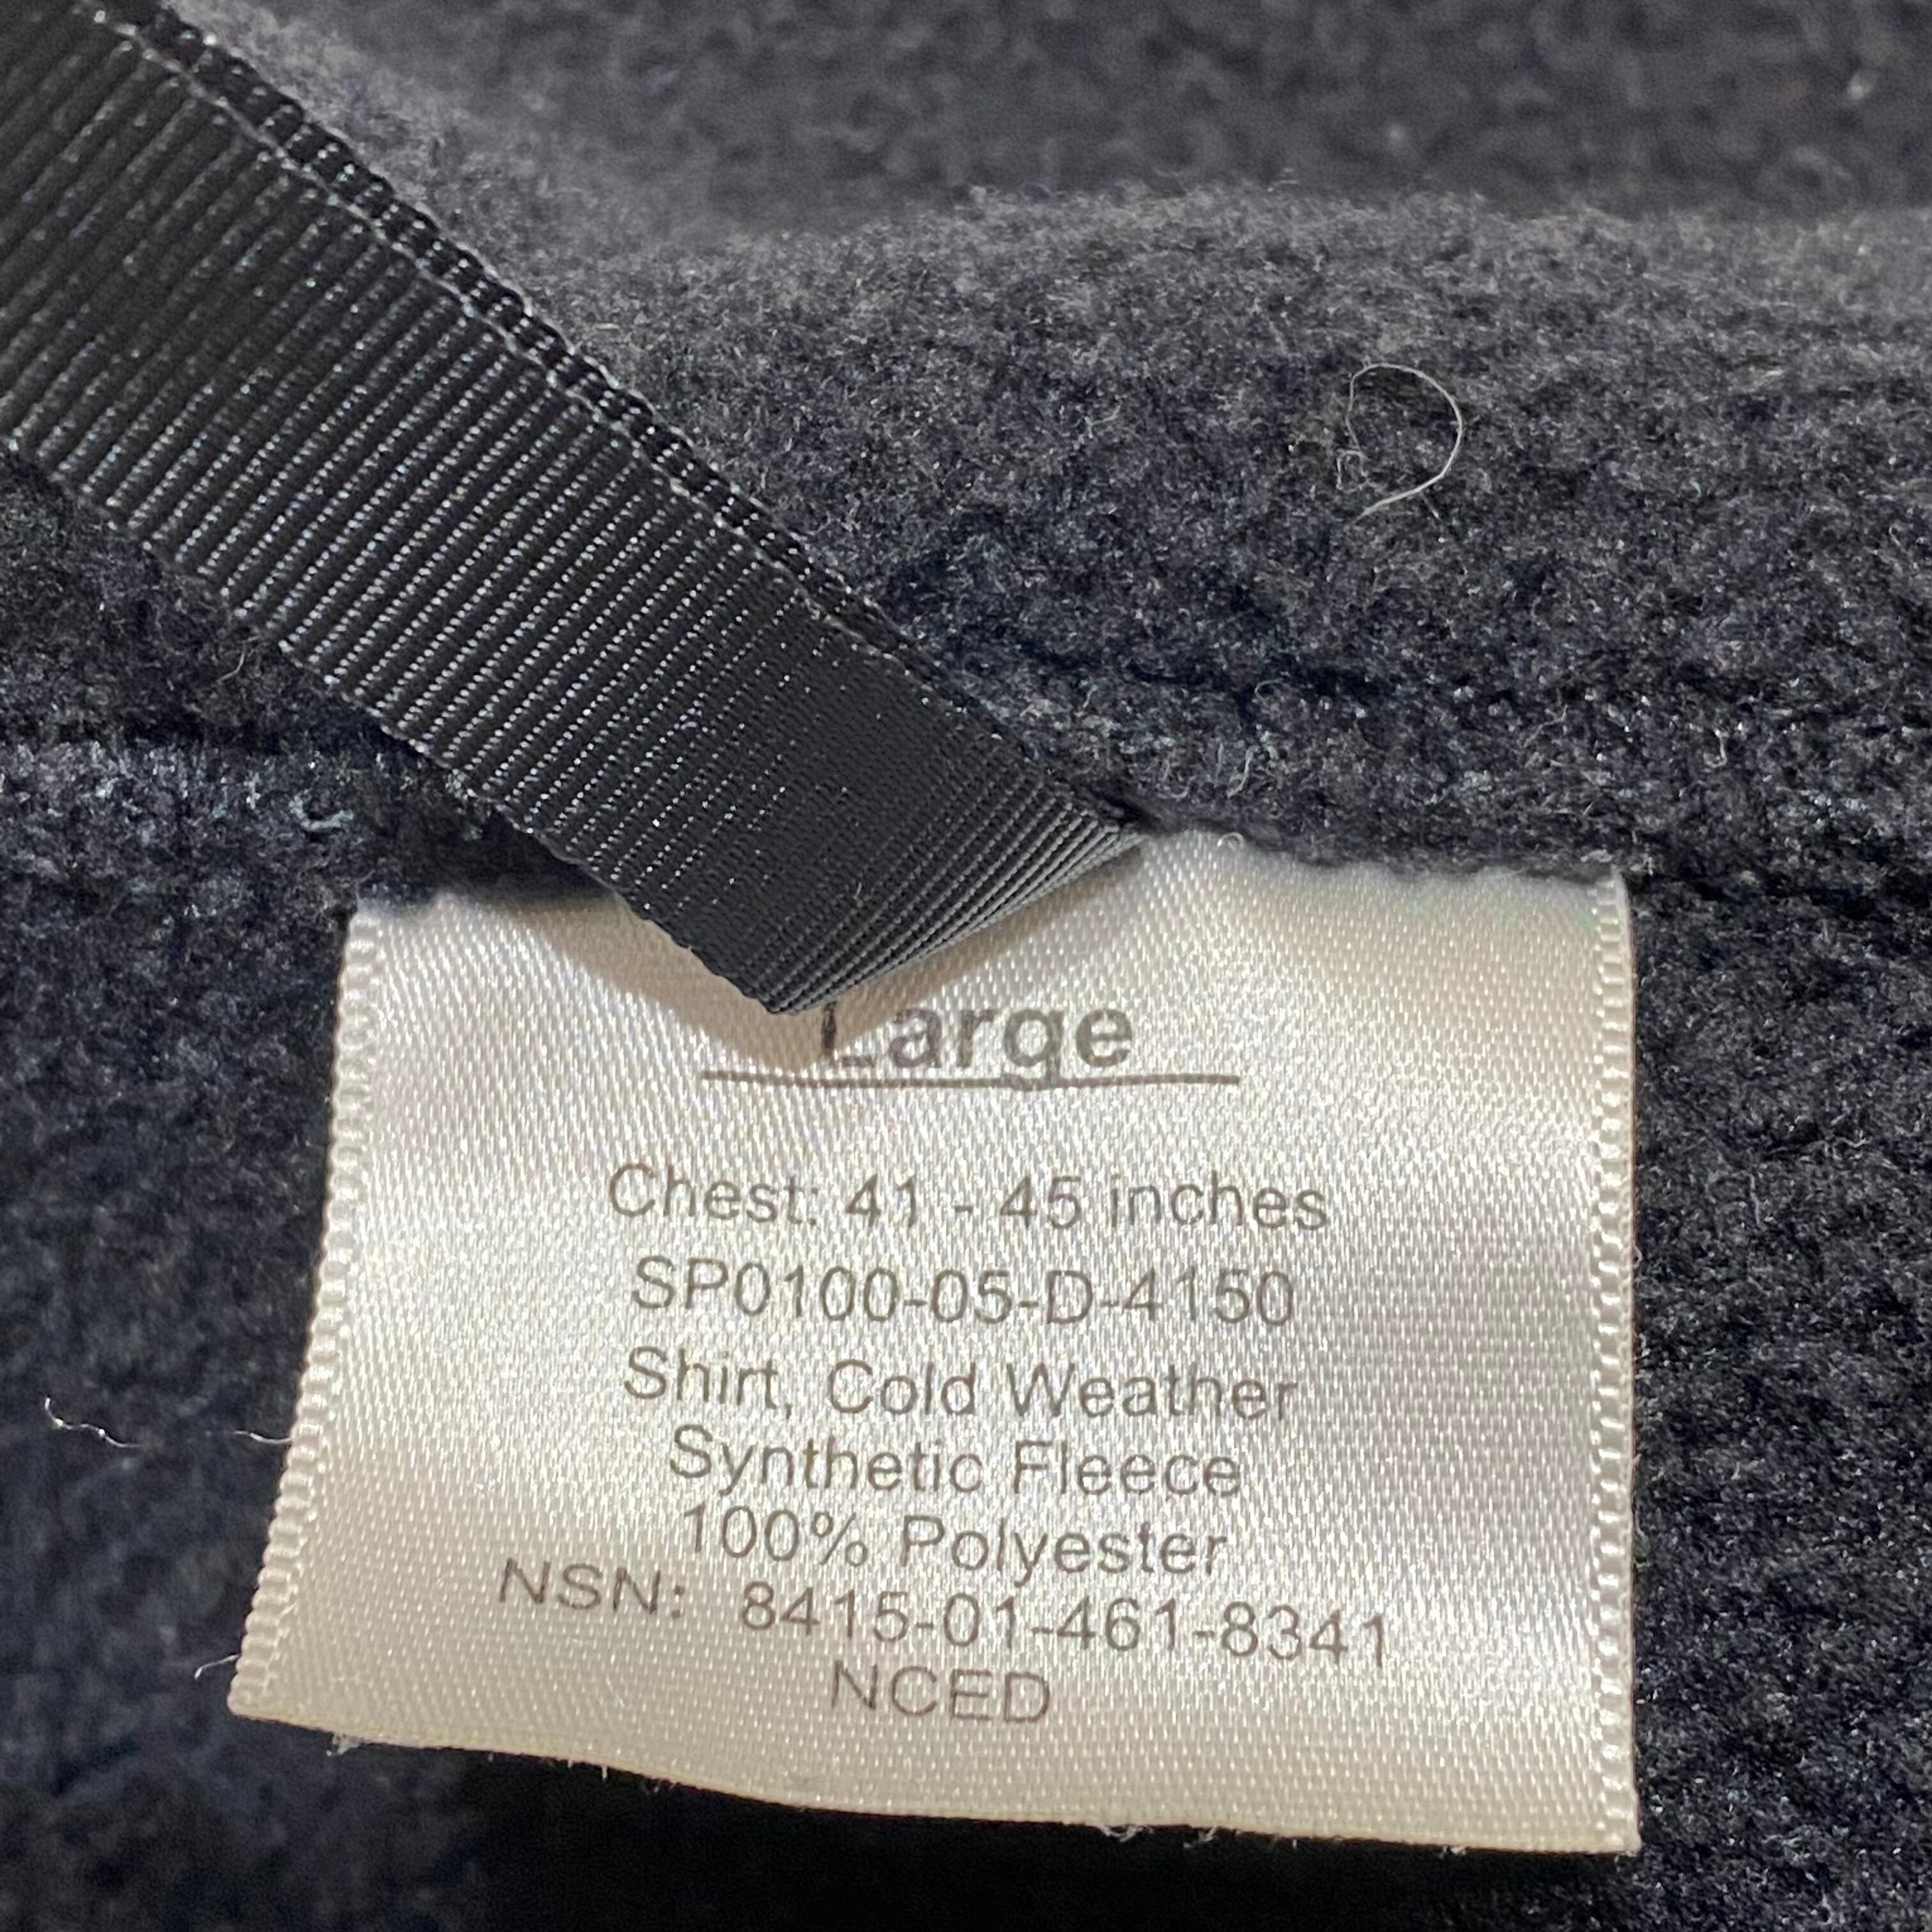 Large
Chest: 41 - 45 inches
SP0100-05-D-4150
Shirt, Cold Weather
Synthetic Fleece
100% Polyester
NSN: 8415-01-461-8341
NCED